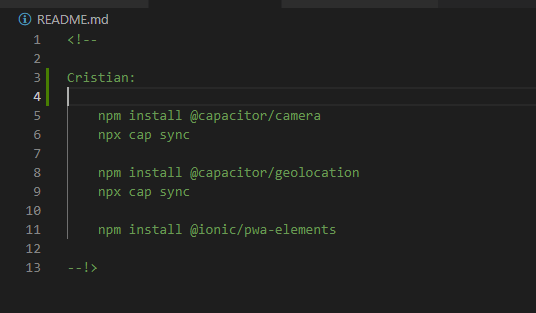 README.md
1 <!--
2
3 Cristian:
4
5 npm install @capacitor/camera
6 npx cap sync
7
8 npm install @capacitor/geolocation
9 npx cap sync
10
11 npm install @ionic/pwa-elements
12
13 --!>